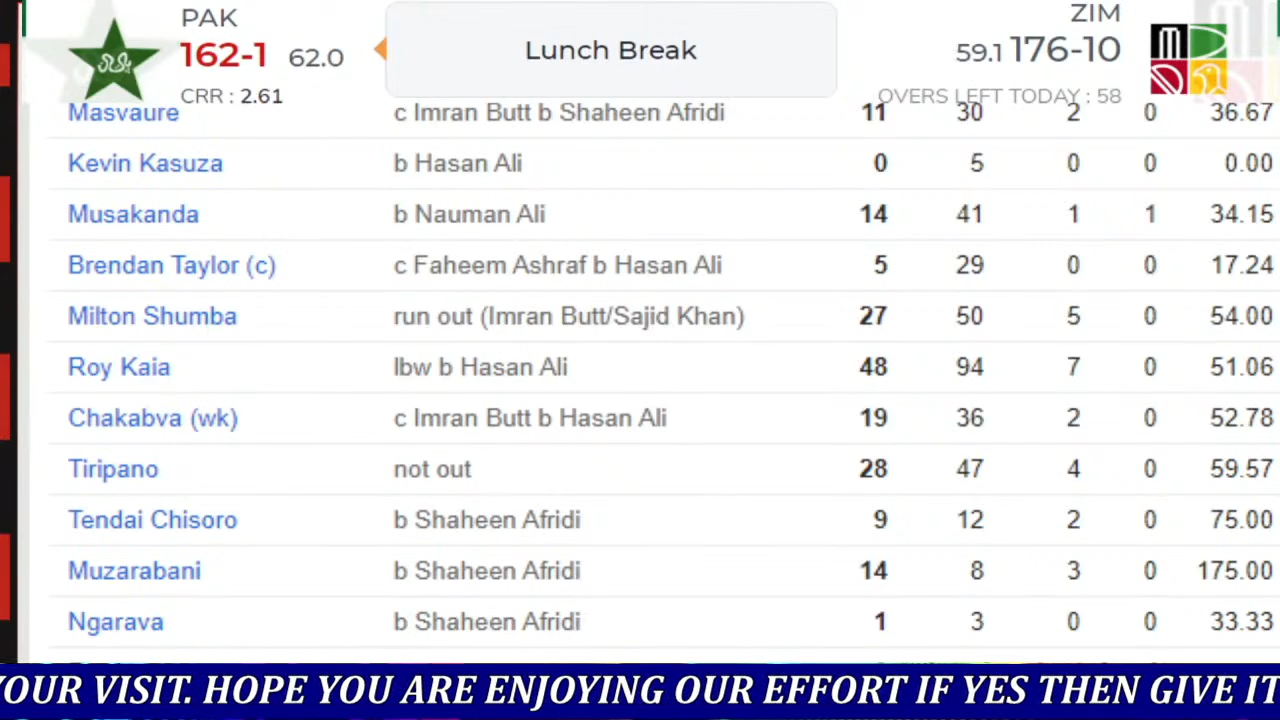 PAK
162-1 62.0
CRR : 2.61
Lunch Break
ZIM
59.1 176-10
OVERS LEFT TODAY : 58
Masvaure c Imran Butt b Shaheen Afridi 11 30 2 0 36.67
Kevin Kasuza b Hasan Ali 0 5 0 0 0.00
Musakanda b Nauman Ali 14 41 1 1 34.15
Brendan Taylor (c) c Faheem Ashraf b Hasan Ali 5 29 0 0 17.24
Milton Shumba run out (Imran Butt/Sajid Khan) 27 50 5 0 54.00
Roy Kaia lbw b Hasan Ali 48 94 7 0 51.06
Chakabva (wk) c Imran Butt b Hasan Ali 19 36 2 0 52.78
Tiripano not out 28 47 4 0 59.57
Tendai Chisoro b Shaheen Afridi 9 12 2 0 75.00
Muzarabani b Shaheen Afridi 14 8 3 0 175.00
Ngarava b Shaheen Afridi 1 3 0 0 33.33
YOUR VISIT. HOPE YOU ARE ENJOYING OUR EFFORT IF YES THEN GIVE IT